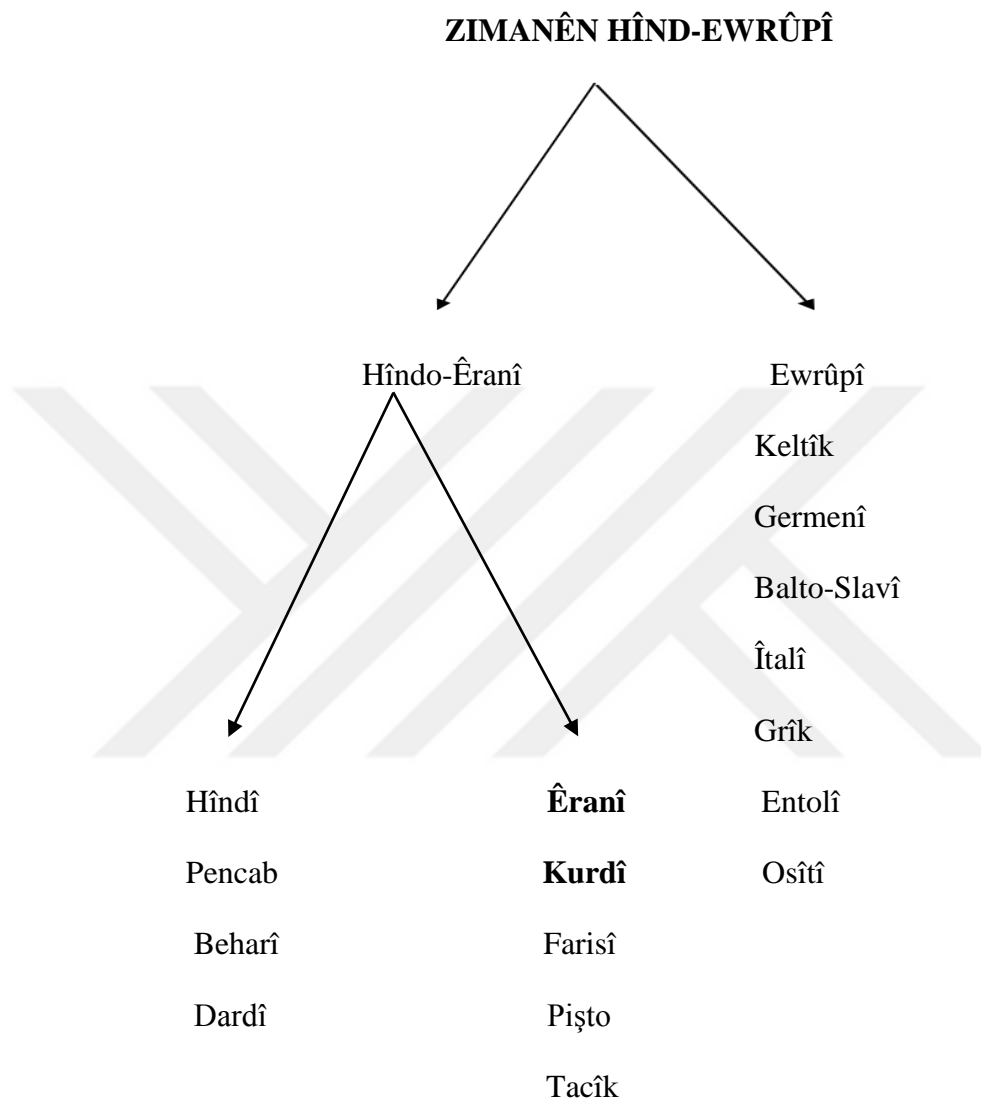 ZIMANÊN HÎND-EWRÛPÎ
Hîndo-Êranî
Ewrûpî
Keltîk
Germenî
Balto-Slavî
Îtalî
Grîk
Entolî
Osîtî
Hîndî
Pencab
Beharî
Dardî
Êranî
Kurdî
Farisî
Pişto
Tacîk